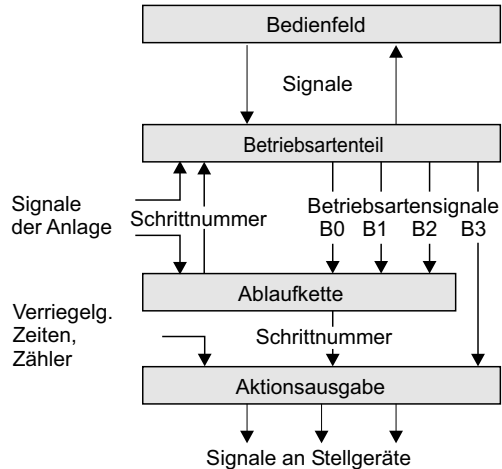 Bedienfeld
Signale
Betriebsartenteil
Signale
der Anlage
Schrittnummer
Betriebsartensignale
B0 B1 B2 B3
Ablaufkette
Verriegelg.
Zeiten,
Zähler
Schrittnummer
Aktionsausgabe
Signale an Stellgeräte